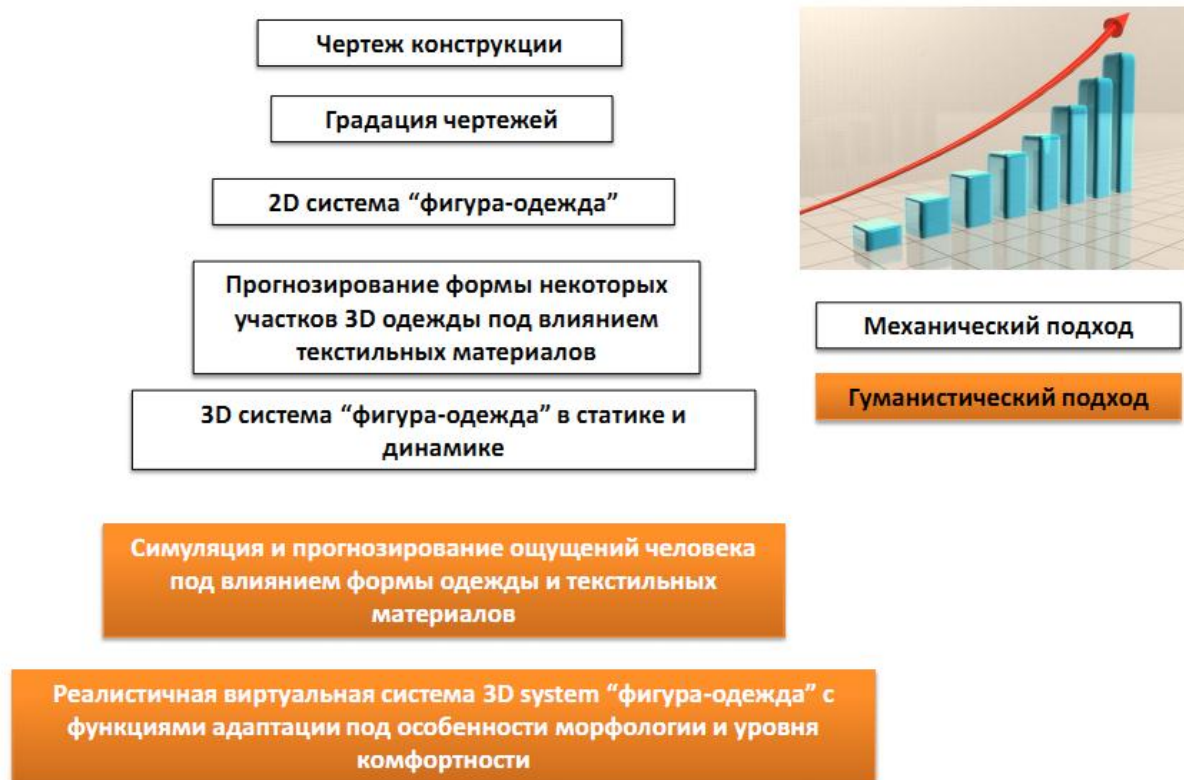 Чертеж конструкции
Градация чертежей
2D система “фигура-одежда”
Прогнозирование формы некоторых
участков 3D одежды под влиянием
текстильных материалов
3D система “фигура-одежда” в статике и
динамике
Симуляция и прогнозирование ощущений человека
под влиянием формы одежды и текстильных
материалов
Реалистичная виртуальная система 3D system “фигура-одежда” с
функциями адаптации под особенности морфологии и уровня
комфортности
Механический подход
Гуманистический подход